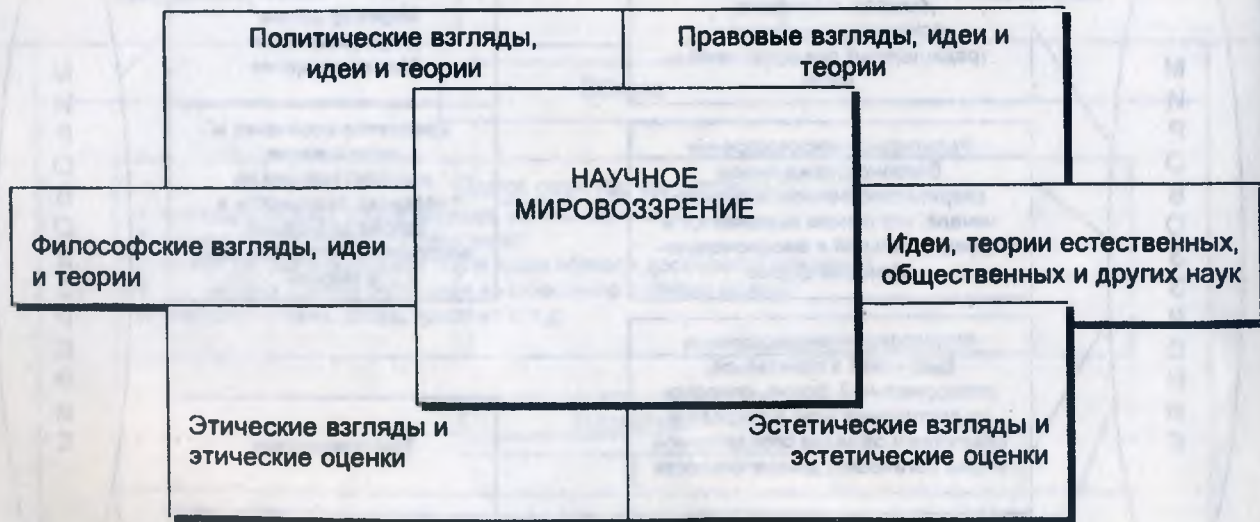 Политические взгляды,
идеи и теории
Правовые взгляды, идеи и
теории
НАУЧНОЕ
МИРОВОЗЗРЕНИЕ
Философские взгляды, идеи
и теории
Идеи, теории естественных,
общественных и других наук
Этические взгляды и
этические оценки
Эстетические взгляды и
эстетические оценки